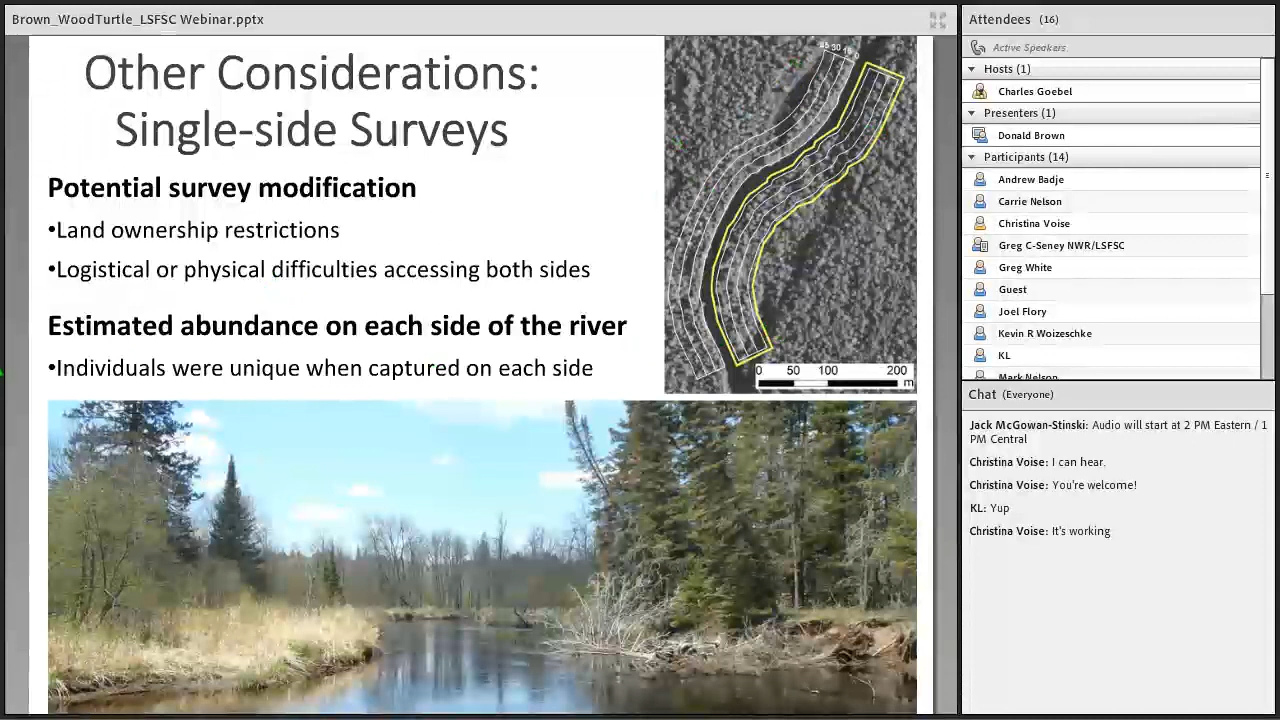 Brown_WoodTurtle_LSFSC Webinar.pptx
Other Considerations:
Single-side Surveys
Potential survey modification
•Land ownership restrictions
•Logistical or physical difficulties accessing both sides
Estimated abundance on each side of the river
•Individuals were unique when captured on each side
0 50 100 200
m
Attendees (16)
Active Speakers
Hosts (1)
Charles Goebel
Presenters (1)
Donald Brown
Participants (14)
Andrew Badje
Carrie Nelson
Christina Voise
Greg C-Seney NWR/LSFSC
Greg White
Guest
Joel Flory
Kevin R Woizeschke
KL
Mark Nelson
Chat (Everyone)
Jack McGowan-Stinski: Audio will start at 2 PM Eastern / 1
PM Central
Christina Voise: I can hear.
Christina Voise: You're welcome!
KL: Yup
Christina Voise: It's working